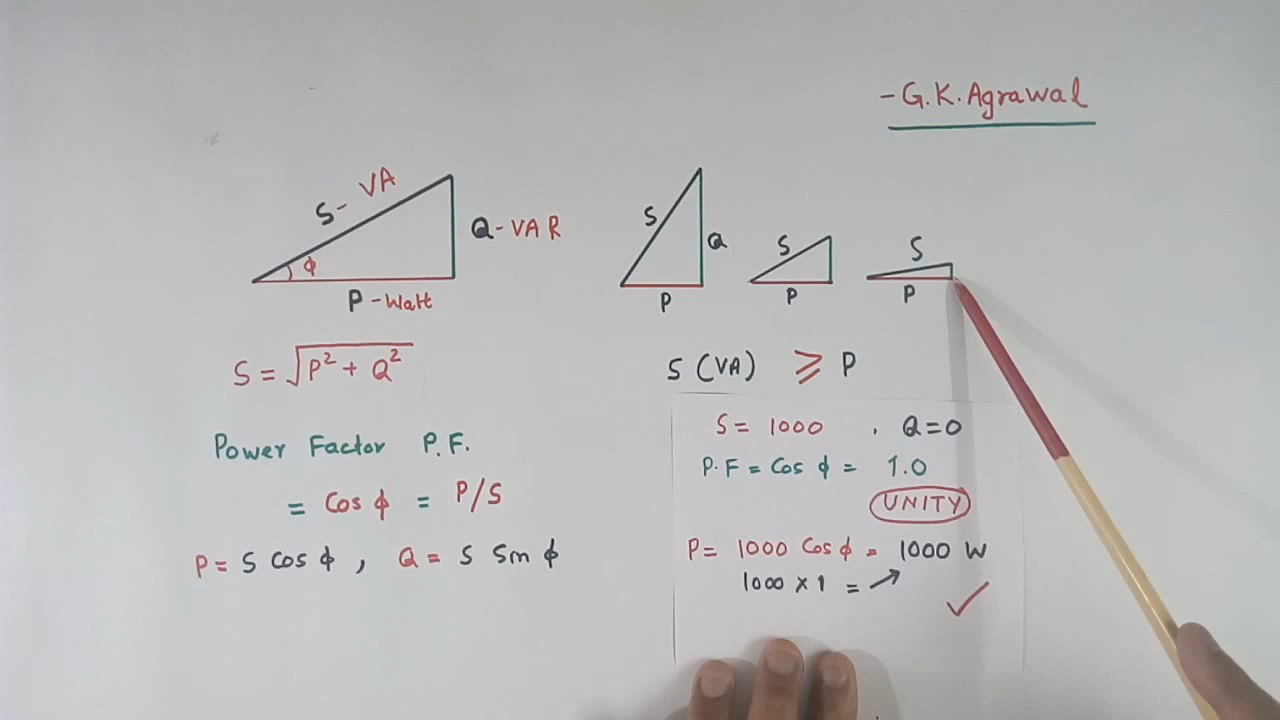 - G.K. Agrawal
S - VA
Q - VAR
ϕ
P - Watt
S = √P² + Q²
Power Factor P.F.
= Cos ϕ = P/S
P = S Cos ϕ , Q = S Sin ϕ
S
Q
P
S
P
S
P
S (VA) ⩾ P
S = 1000 , Q = 0
P.F = Cos ϕ = 1.0
UNITY
P = 1000 Cos ϕ = 1000 W
1000 × 1 = ↗
✓